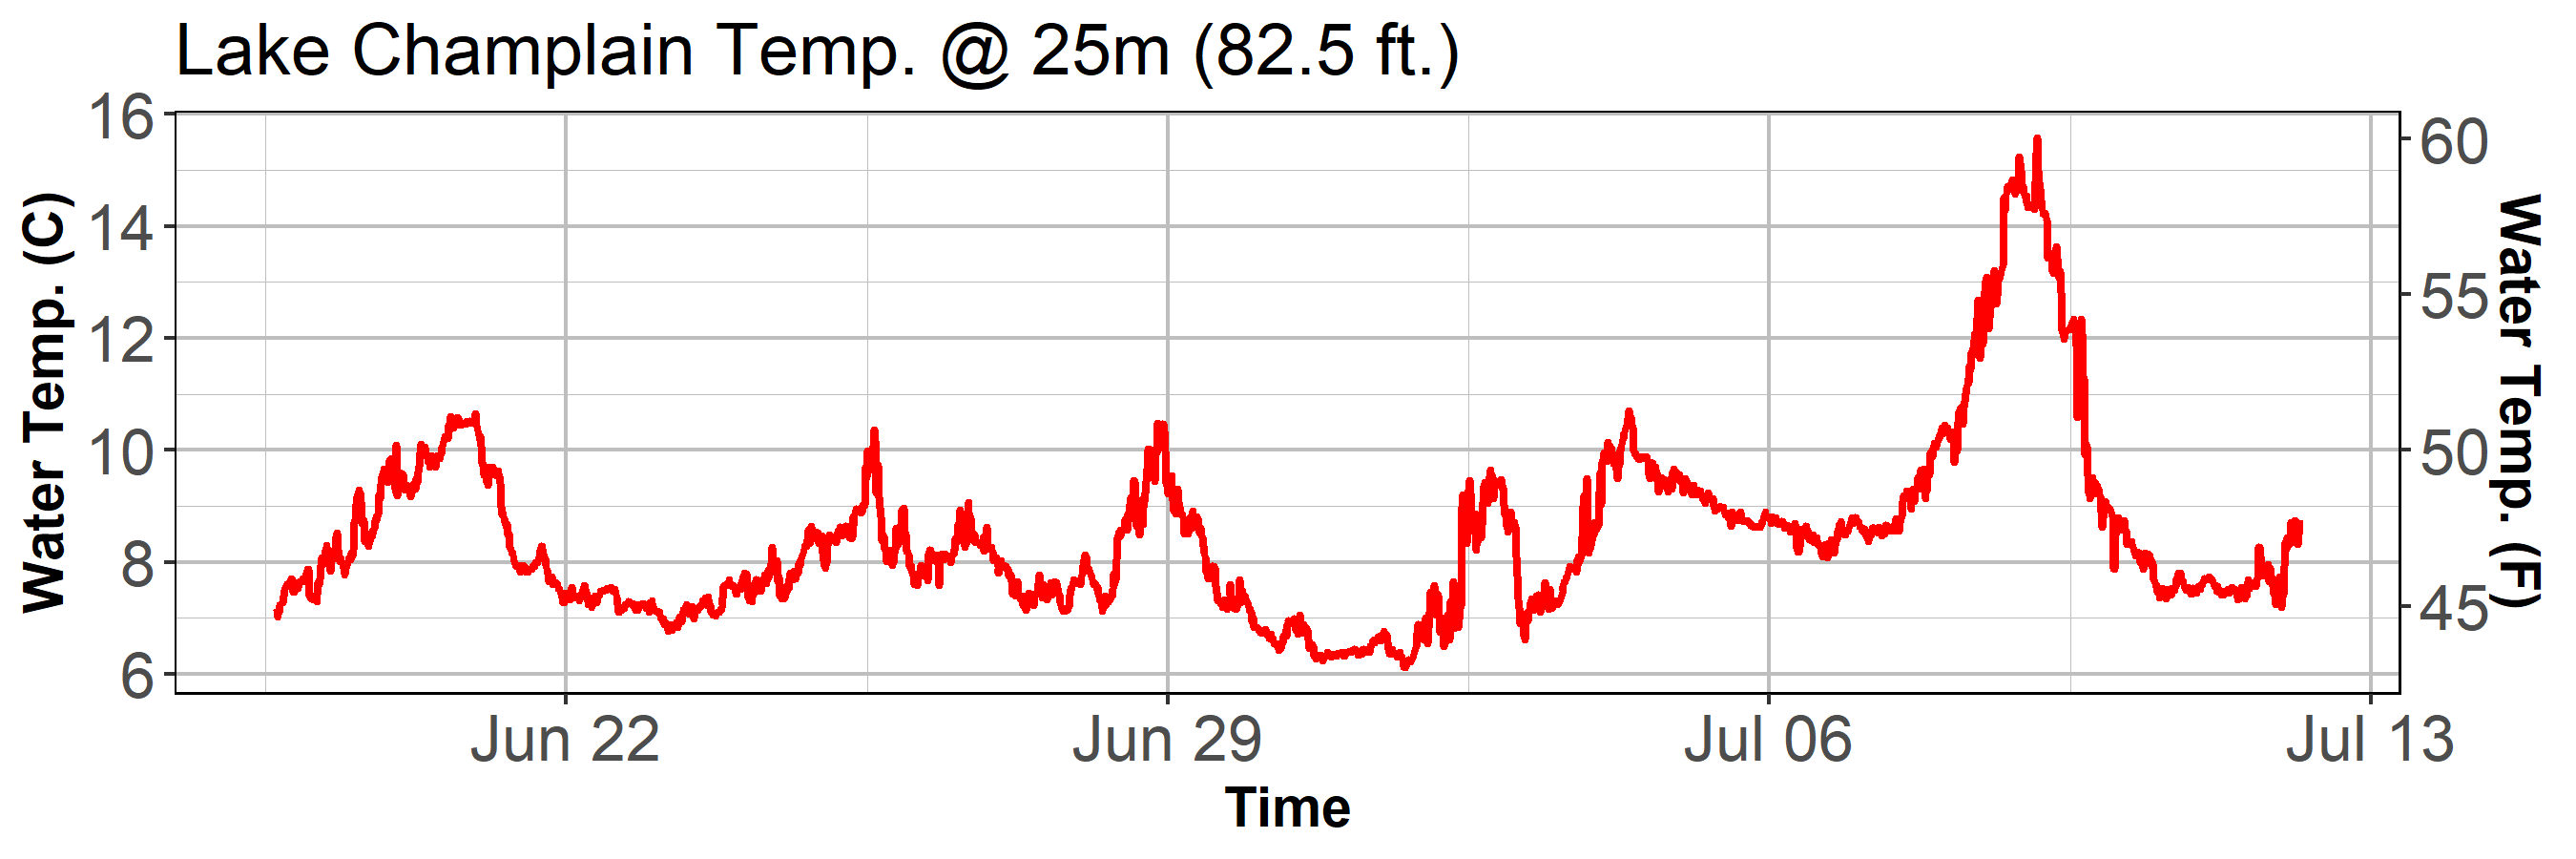 Lake Champlain Temp. @ 25m (82.5 ft.)
Water Temp. (C)
16
14
12
10
8
6
60
55
50
45
Water Temp. (F)
Jun 22
Jun 29
Jul 06
Jul 13
Time